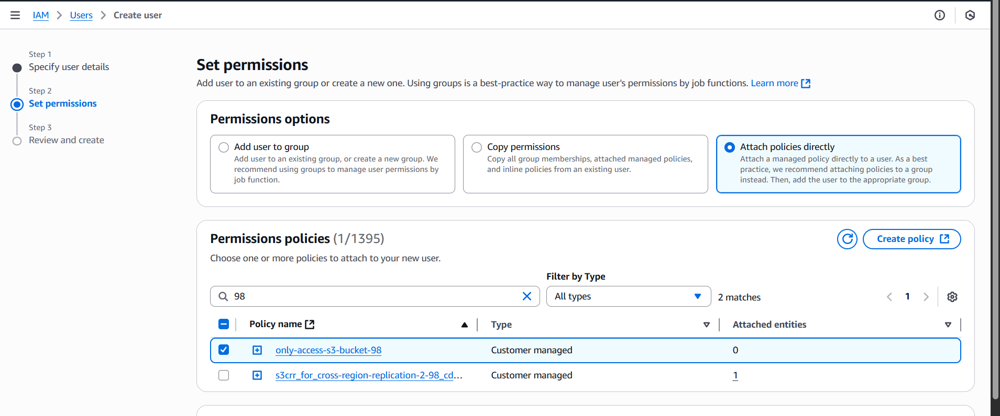 IAM > Users > Create user
Step 1
Specify user details
Step 2
Set permissions
Step 3
Review and create
Set permissions
Add user to an existing group or create a new one. Using groups is a best-practice way to manage user's permissions by job functions. Learn more
Permissions options
Add user to group
Add user to an existing group, or create a new group. We
recommend using groups to manage user permissions by
job function.
Copy permissions
Copy all group memberships, attached managed policies,
and inline policies from an existing user.
Attach policies directly
Attach a managed policy directly to a user. As a best
practice, we recommend attaching policies to a group
instead. Then, add the user to the appropriate group.
Permissions policies (1/1395)
Create policy
Choose one or more policies to attach to your new user.
Filter by Type
98
All types
2 matches
1
Policy name Type Attached entities
only-access-s3-bucket-98 Customer managed 0
s3crr_for_cross-region-replication-2-98_cd... Customer managed 1